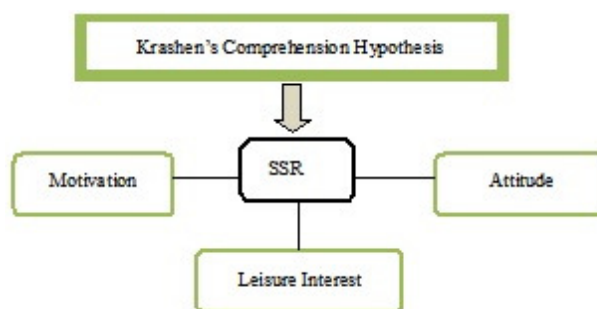 Krashen's Comprehension Hypothesis
SSR
Motivation
Attitude
Leisure Interest